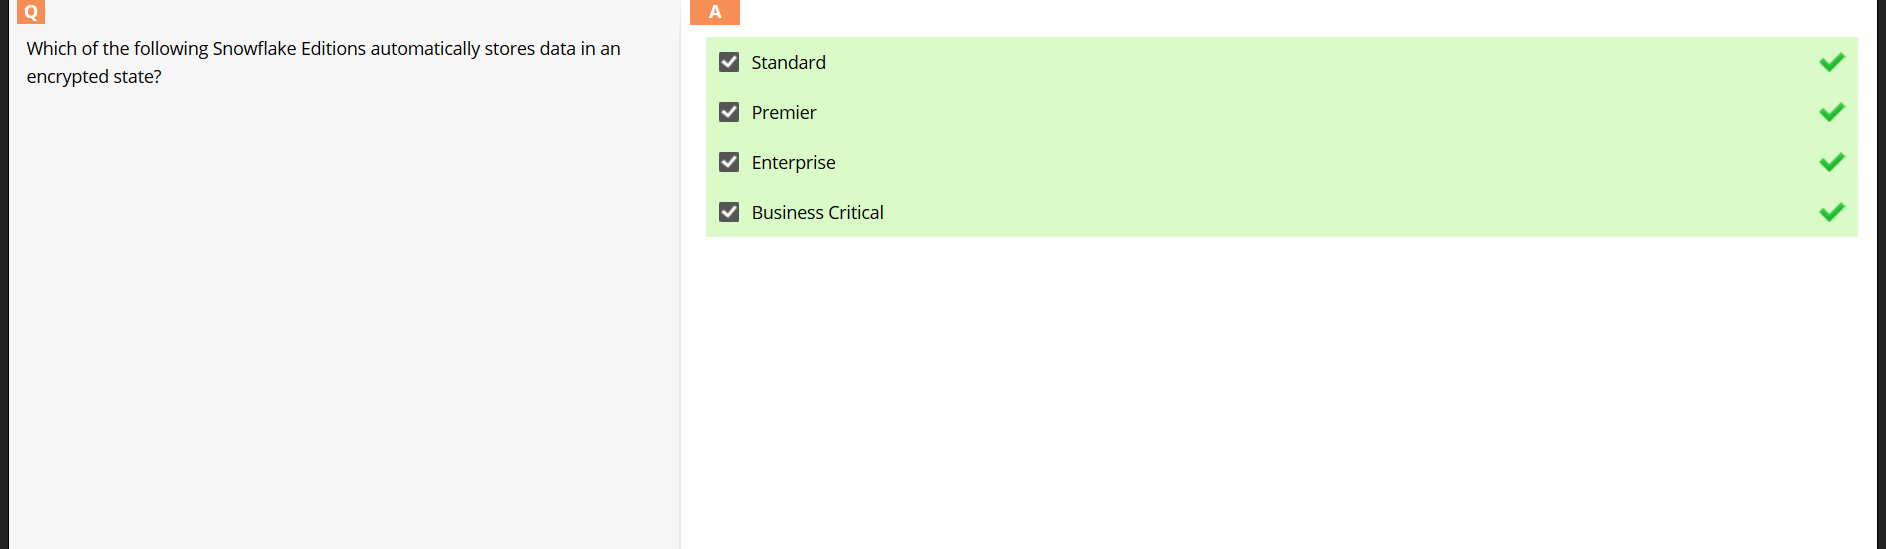 Q
Which of the following Snowflake Editions automatically stores data in an
encrypted state?
A
Standard
Premier
Enterprise
Business Critical